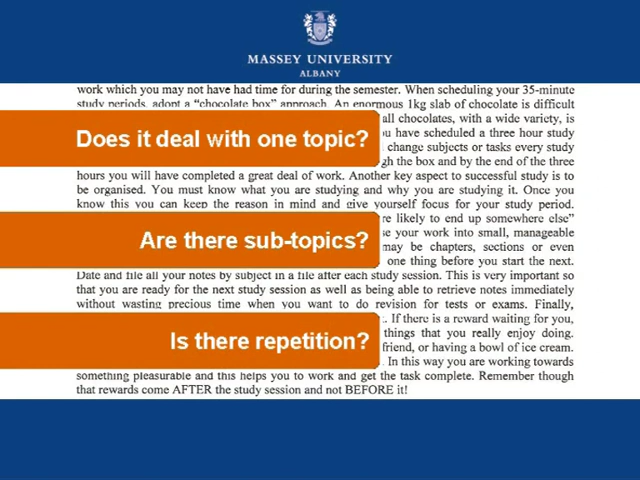 MASSEY UNIVERSITY
ALBANY
work which you may not have had time for during the semester. When scheduling your 35-minute
study periods, adopt a “chocolate box” approach. An enormous 1kg slab of chocolate is difficult
all chocolates, with a wide variety, is
Does it deal with one topic?
ou have scheduled a three hour study
change subjects or tasks every study
gh the box and by the end of the three
hours you will have completed a great deal of work. Another key aspect to successful study is to
be organised. You must know what you are studying and why you are studying it. Once you
know this you can keep the reason in mind and give yourself focus for your study period.
re likely to end up somewhere else”
Are there sub-topics?
se your work into small, manageable
may be chapters, sections or even
one thing before you start the next.
Date and file all your notes by subject in a file after each study session. This is very important so
that you are ready for the next study session as well as being able to retrieve notes immediately
without wasting precious time when you want to do revision for tests or exams. Finally,
. If there is a reward waiting for you,
Is there repetition?
things that you really enjoy doing.
friend, or having a bowl of ice cream.
. In this way you are working towards
something pleasurable and this helps you to work and get the task complete. Remember though
that rewards come AFTER the study session and not BEFORE it!